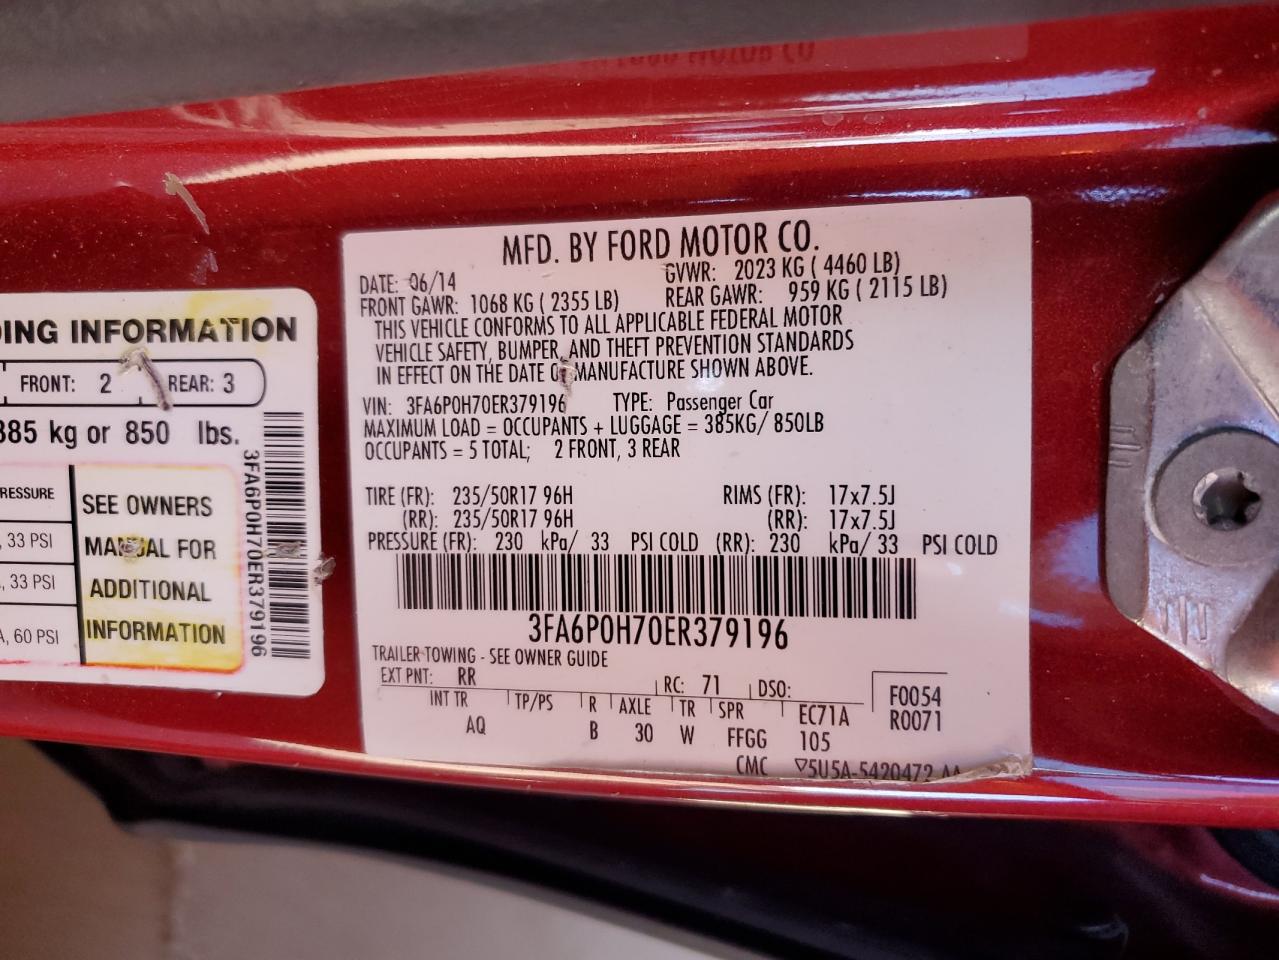 DING INFORMATION
FRONT: 2 REAR: 3
385 kg or 850 lbs.
RESSURE
33 PSI
33 PSI
60 PSI
SEE OWNERS
MANUAL FOR
ADDITIONAL
INFORMATION
3FA6P0H70ER379196
MFD. BY FORD MOTOR CO.
DATE: 06/14 GVWR: 2023 KG ( 4460 LB)
FRONT GAWR: 1068 KG ( 2355 LB) REAR GAWR: 959 KG ( 2115 LB)
THIS VEHICLE CONFORMS TO ALL APPLICABLE FEDERAL MOTOR
VEHICLE SAFETY, BUMPER, AND THEFT PREVENTION STANDARDS
IN EFFECT ON THE DATE OF MANUFACTURE SHOWN ABOVE.
VIN: 3FA6P0H70ER379196 TYPE: Passenger Car
MAXIMUM LOAD = OCCUPANTS + LUGGAGE = 385KG/ 850LB
OCCUPANTS = 5 TOTAL; 2 FRONT, 3 REAR
TIRE (FR): 235/50R17 96H RIMS (FR): 17x7.5J
(RR): 235/50R17 96H (RR): 17x7.5J
PRESSURE (FR): 230 kPa/ 33 PSI COLD (RR): 230 kPa/ 33 PSI COLD
3FA6P0H70ER379196
TRAILER TOWING - SEE OWNER GUIDE
EXT PNT: RR RC: 71 DSO:
INT TR TP/PS R AXLE TR SPR EC71A F0054
AQ B 30 W FFGG 105 R0071
CMC ▽5U5A-5420472